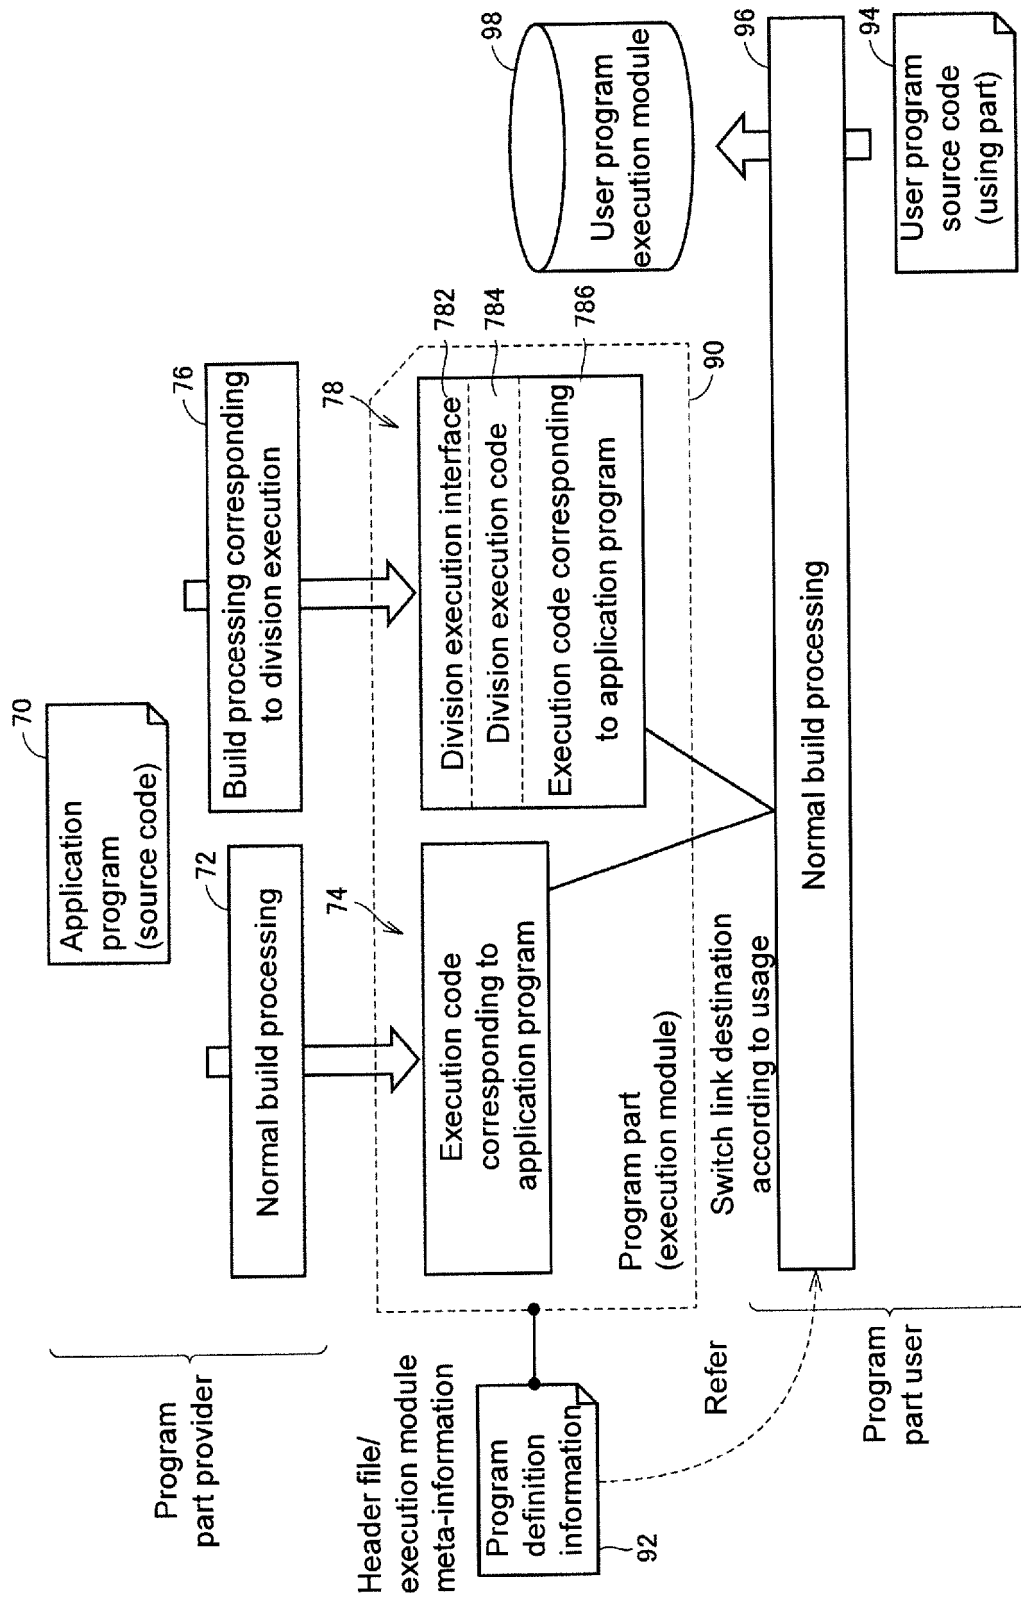 70
Application
program
(source code)
Program
part provider
72
Normal build processing
76
Build processing corresponding
to division execution
Header file/
execution module
meta-information
Program
definition
information
92
74
Execution code
corresponding to
application program
78
Division execution interface
782
Division execution code
784
Execution code corresponding
to application program
786
Program part
(execution module)
90
98
User program
execution module
Refer
Switch link destination
according to usage
Program
part user
Normal build processing
96
94
User program
source code
(using part)